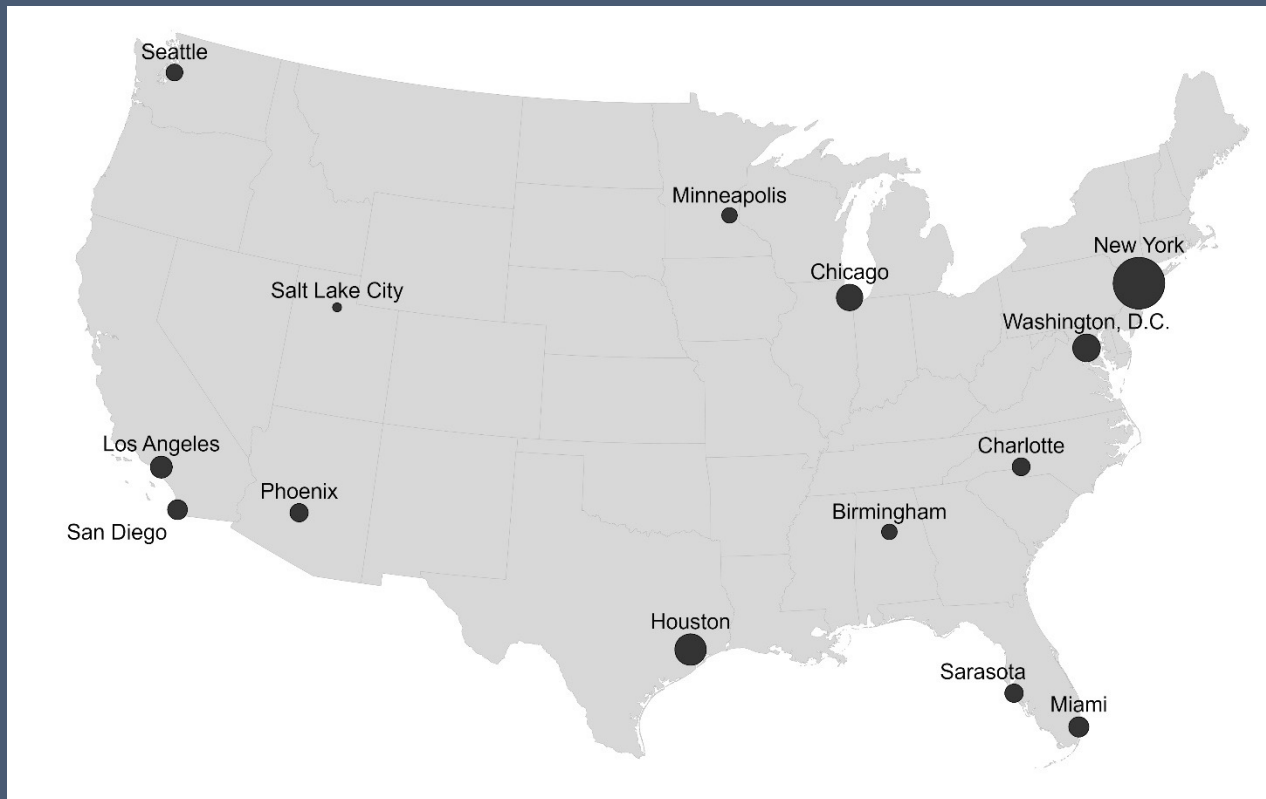 Seattle
Minneapolis
New York
Chicago
Salt Lake City
Washington, D.C.
Los Angeles
Charlotte
Phoenix
Birmingham
San Diego
Houston
Sarasota
Miami